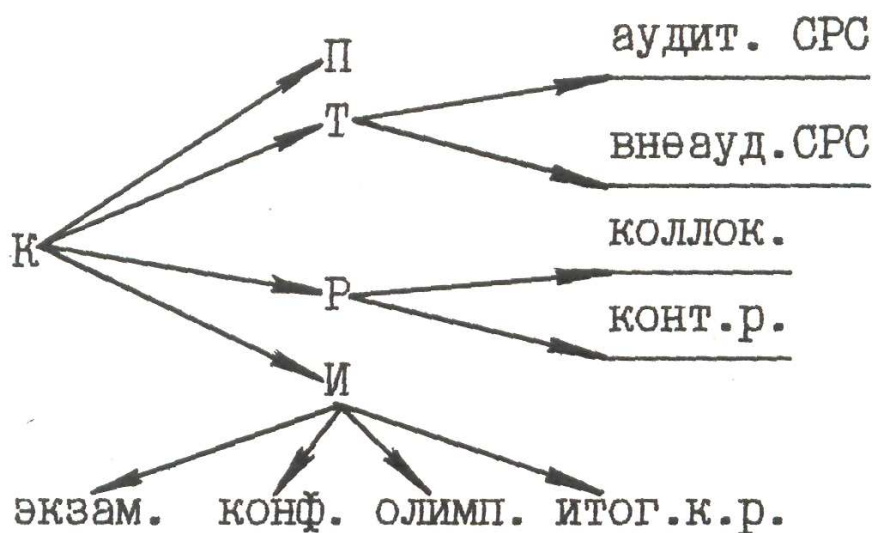 аудит. СРС
П
Т
внеауд.СРС
К
коллок.
Р
конт.р.
И
экзам. конф. олимп. итог.к.р.